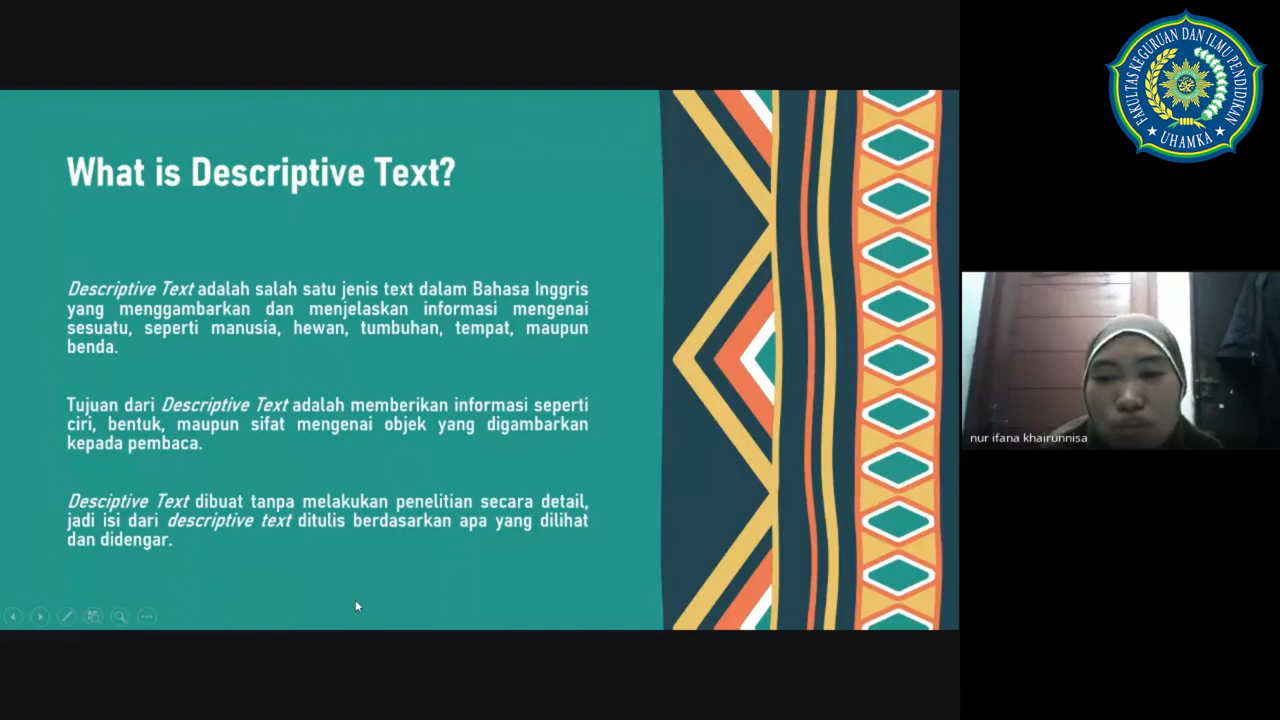 What is Descriptive Text?
Descriptive Text adalah salah satu jenis text dalam Bahasa Inggris
yang menggambarkan dan menjelaskan informasi mengenai
sesuatu, seperti manusia, hewan, tumbuhan, tempat, maupun
benda.
Tujuan dari Descriptive Text adalah memberikan informasi seperti
ciri, bentuk, maupun sifat mengenai objek yang digambarkan
kepada pembaca.
Desciptive Text dibuat tanpa melakukan penelitian secara detail,
jadi isi dari descriptive text ditulis berdasarkan apa yang dilihat
dan didengar.
FAKULTAS KEGURUAN DAN ILMU PENDIDIKAN
UHAMKA
nur ifana khairunnisa